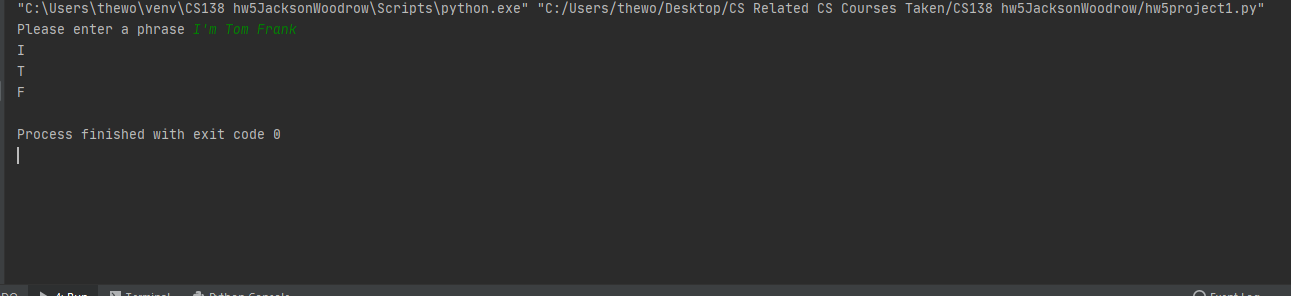 "C:\Users\thewo\venv\CS138 hw5JacksonWoodrow\Scripts\python.exe" "C:/Users/thewo/Desktop/CS Related CS Courses Taken/CS138 hw5JacksonWoodrow/hw5project1.py"
Please enter a phrase I'm Tom Frank
I
T
F
Process finished with exit code 0
4: Run Terminal Python Console Event Log